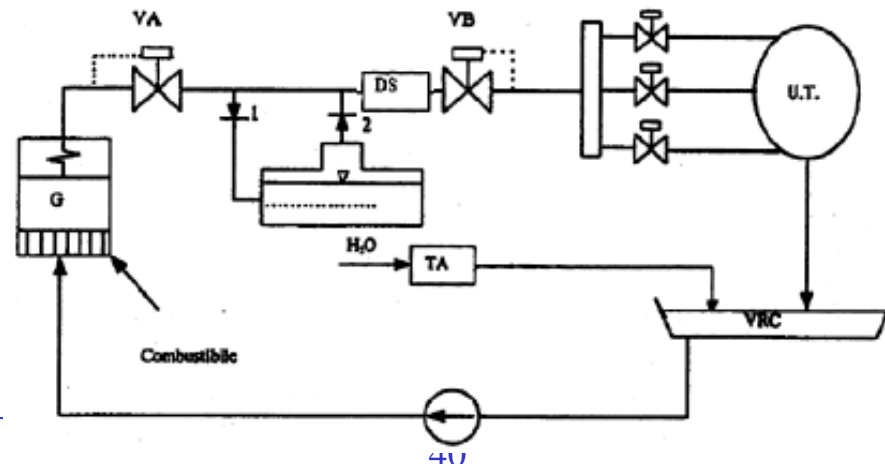 VA
VB
DS
U.T.
1
2
G
H₂O
TA
VRC
Combustibile
40